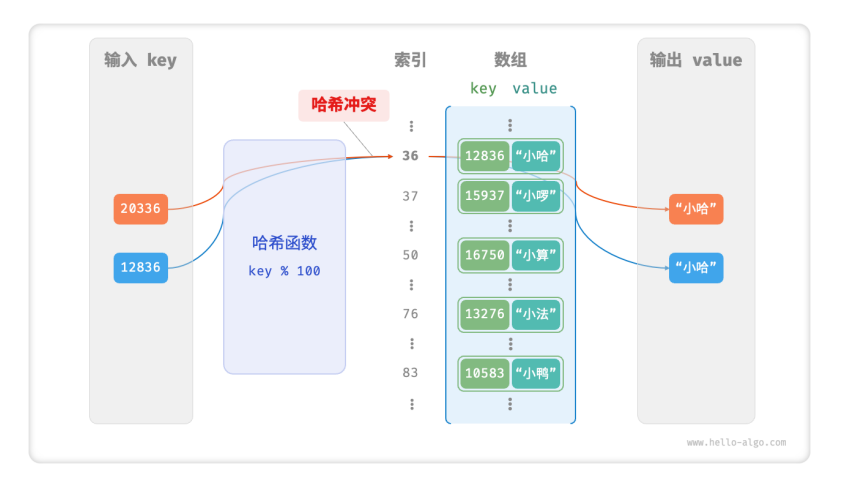 输入 key
索引
数组
输出 value
key value
哈希冲突
36
12836 “小哈”
20336
37
15937 “小啰”
“小哈”
哈希函数
key % 100
12836
50
16750 “小算”
“小哈”
76
13276 “小法”
83
10583 “小鸭”
www.hello-algo.com